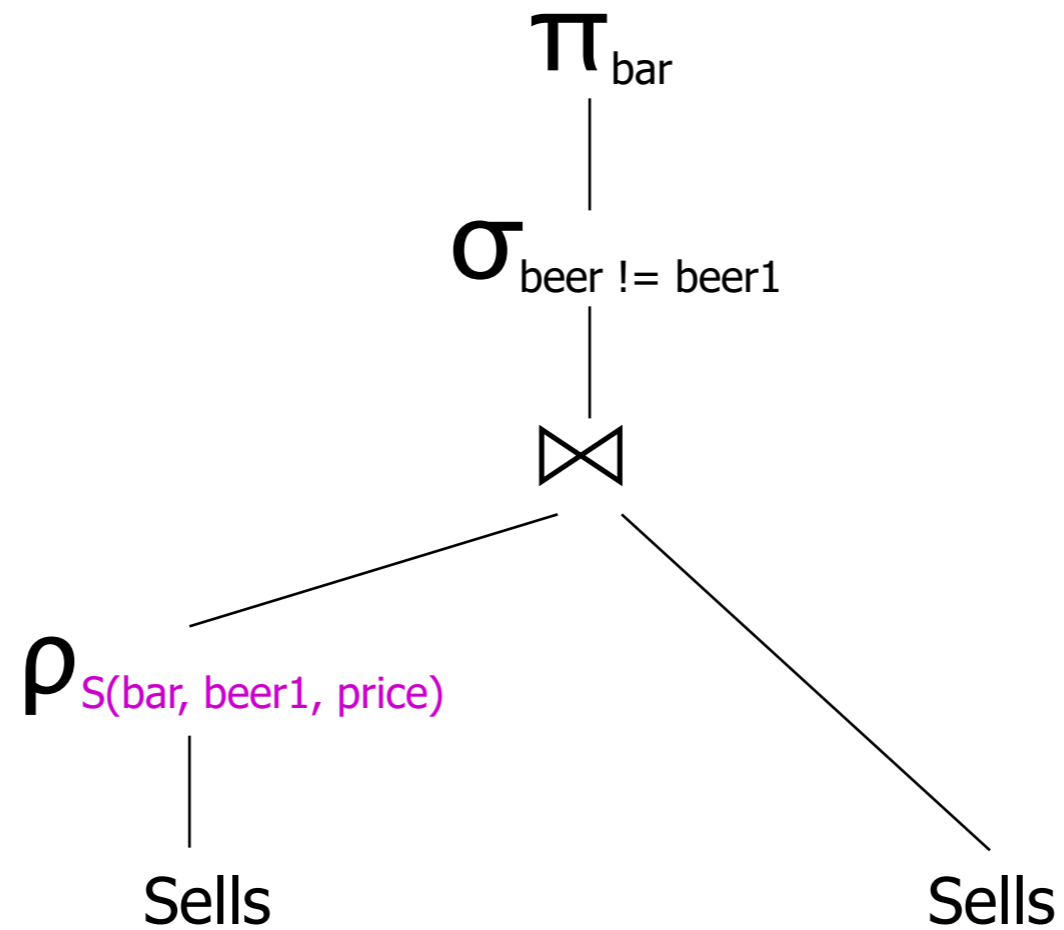 π bar
σ beer != beer1
⋈
ρ S(bar, beer1, price)
Sells Sells